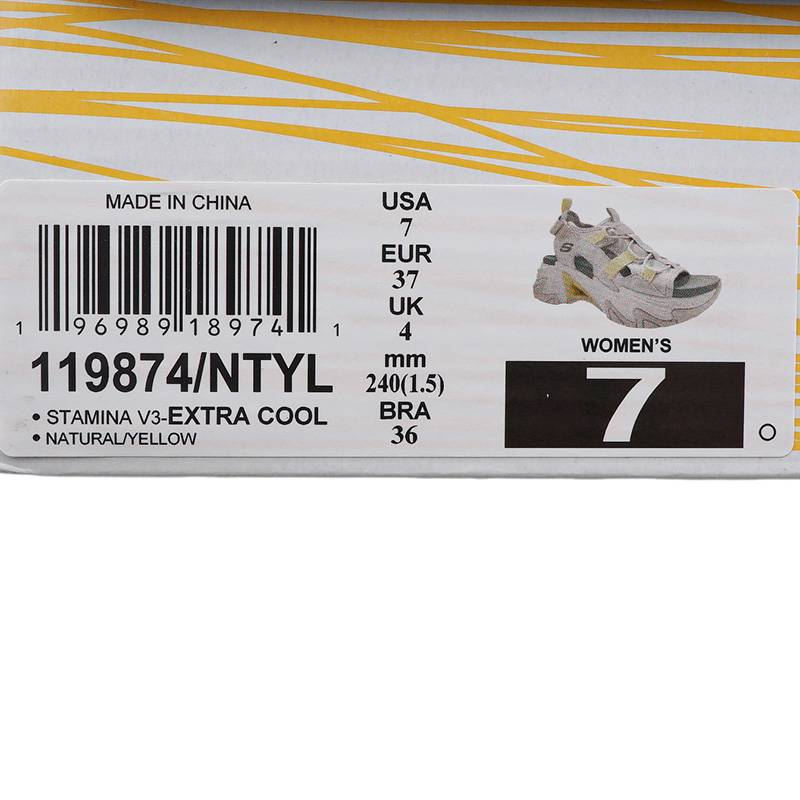 MADE IN CHINA
1 96989 18974 1
119874/NTYL
• STAMINA V3-EXTRA COOL
• NATURAL/YELLOW
USA
7
EUR
37
UK
4
mm
240(1.5)
BRA
36
WOMEN'S
7